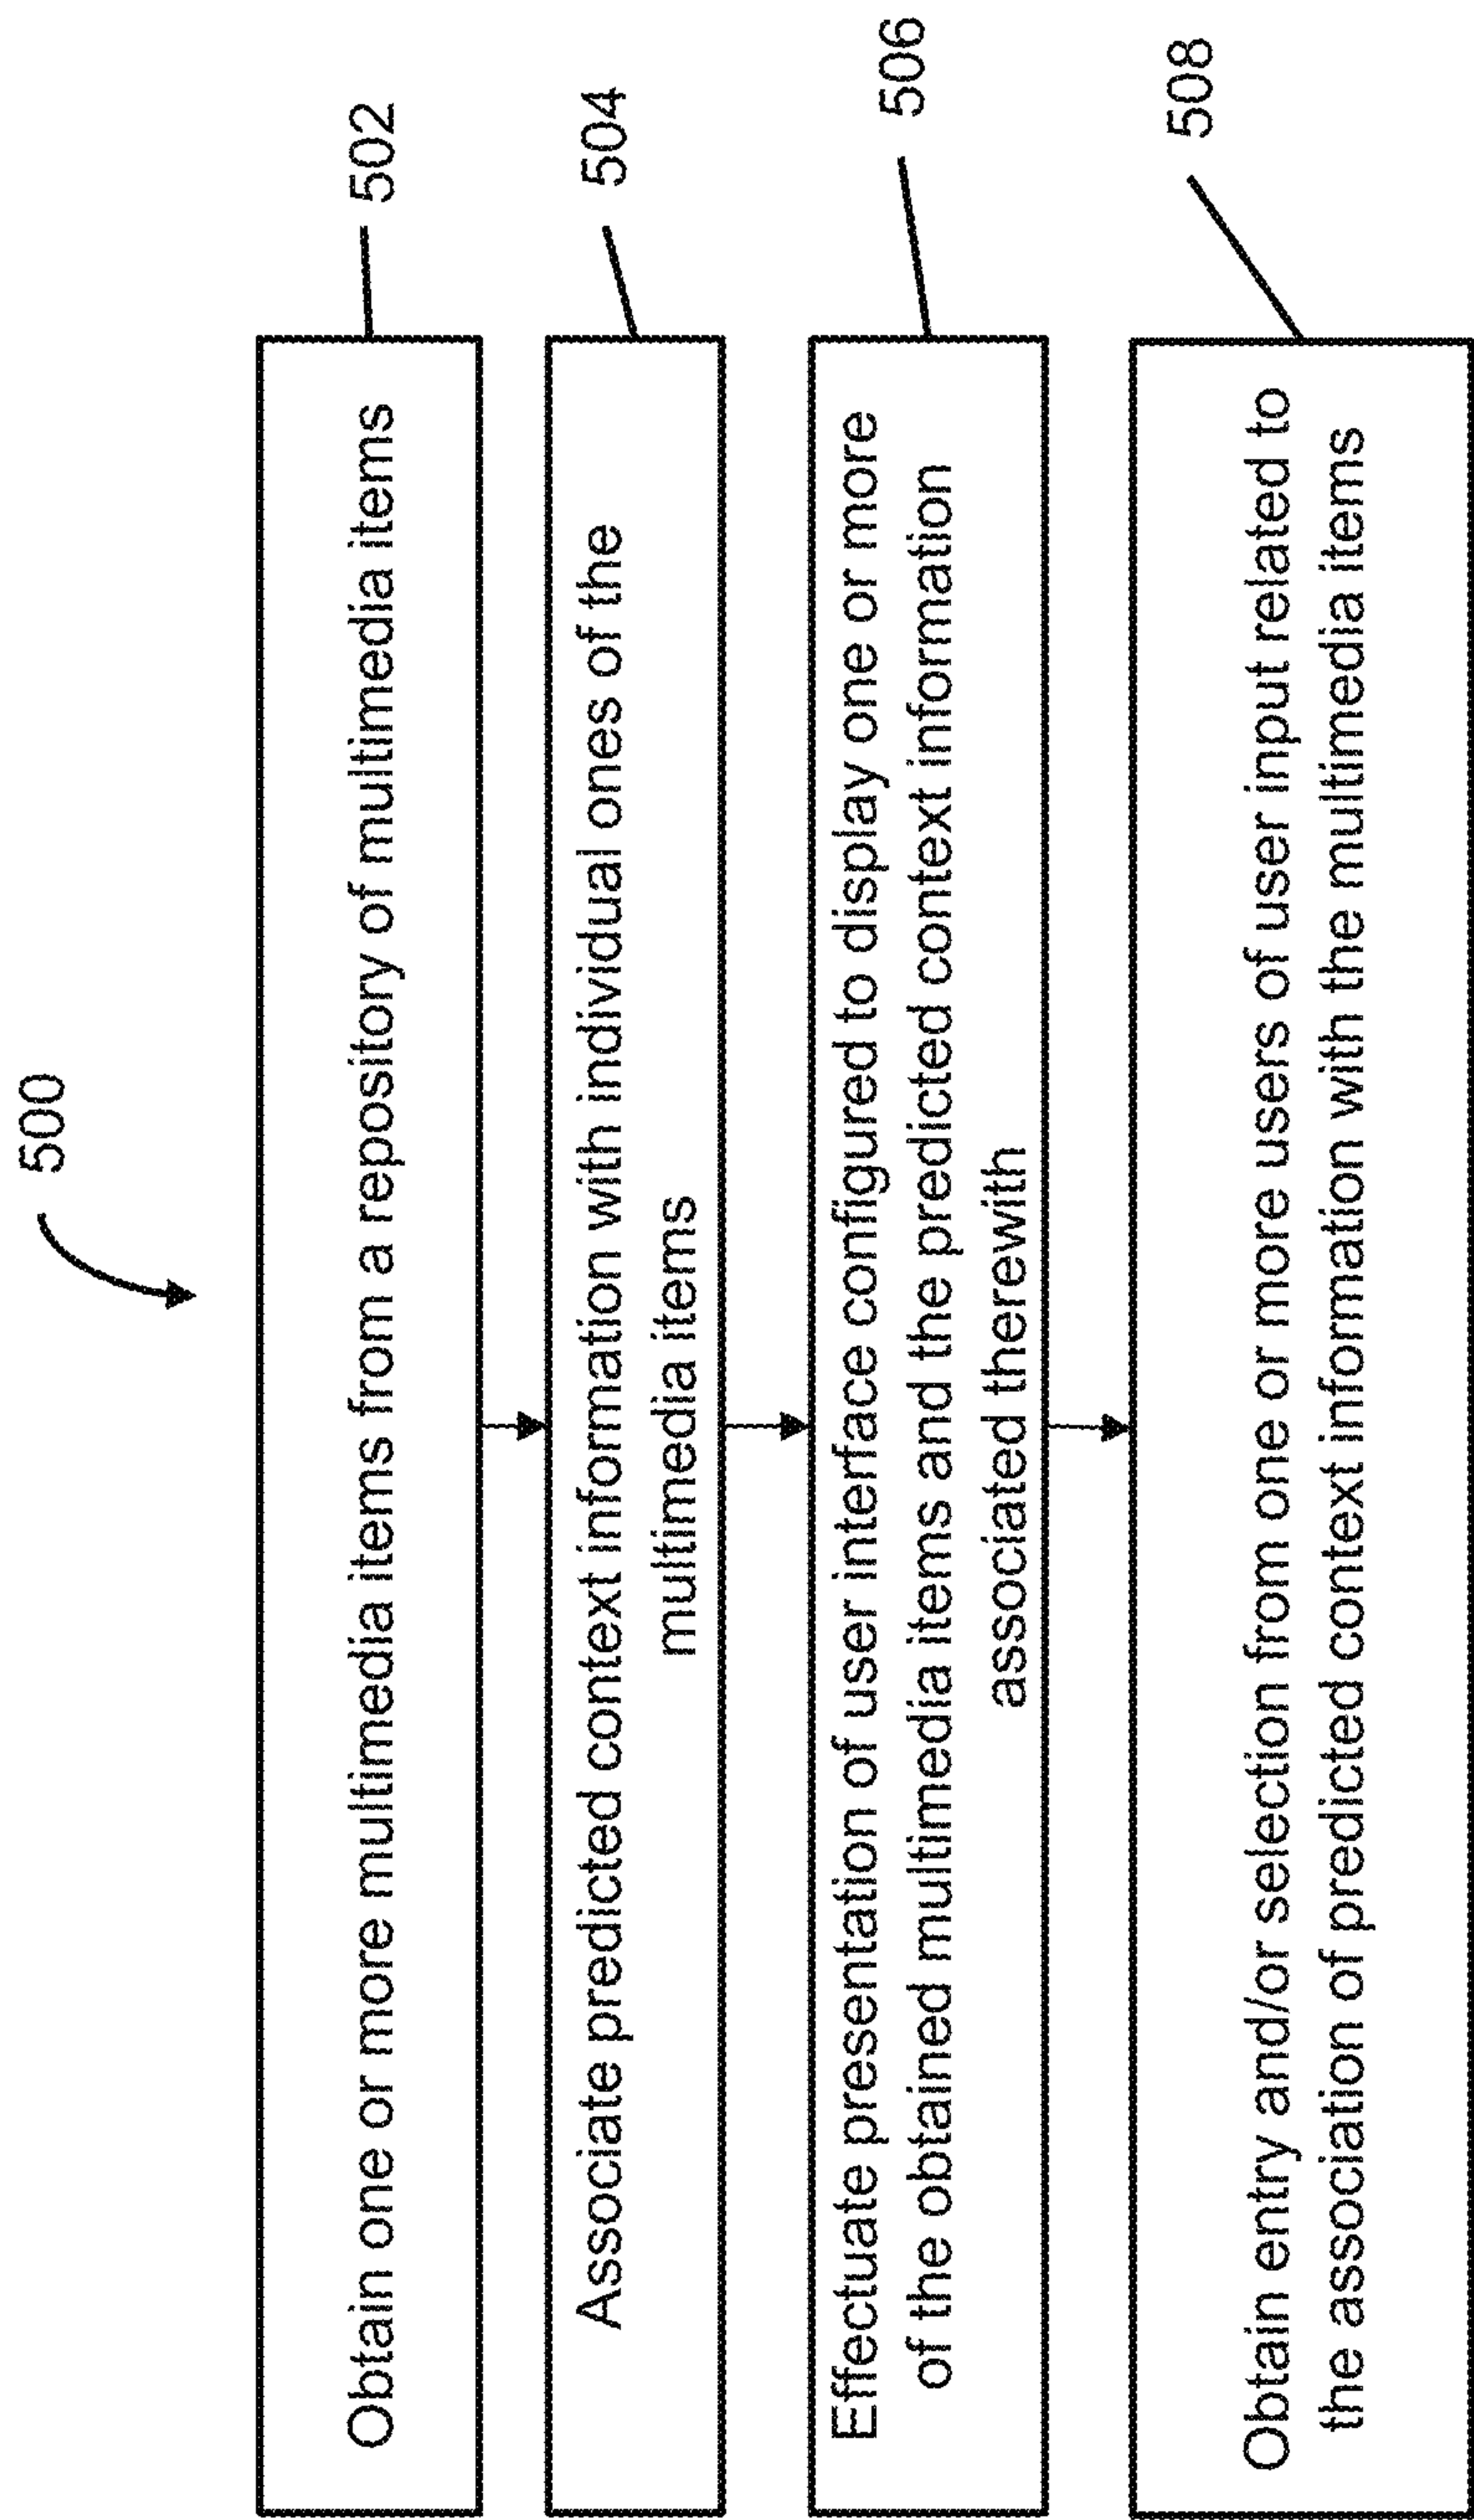 500
Obtain one or more multimedia items from a repository of multimedia items
502
Associate predicted context information with individual ones of the
multimedia items
504
Effectuate presentation of user interface configured to display one or more
of the obtained multimedia items and the predicted context information
associated therewith
506
Obtain entry and/or selection from one or more users of user input related to
the association of predicted context information with the multimedia items
508